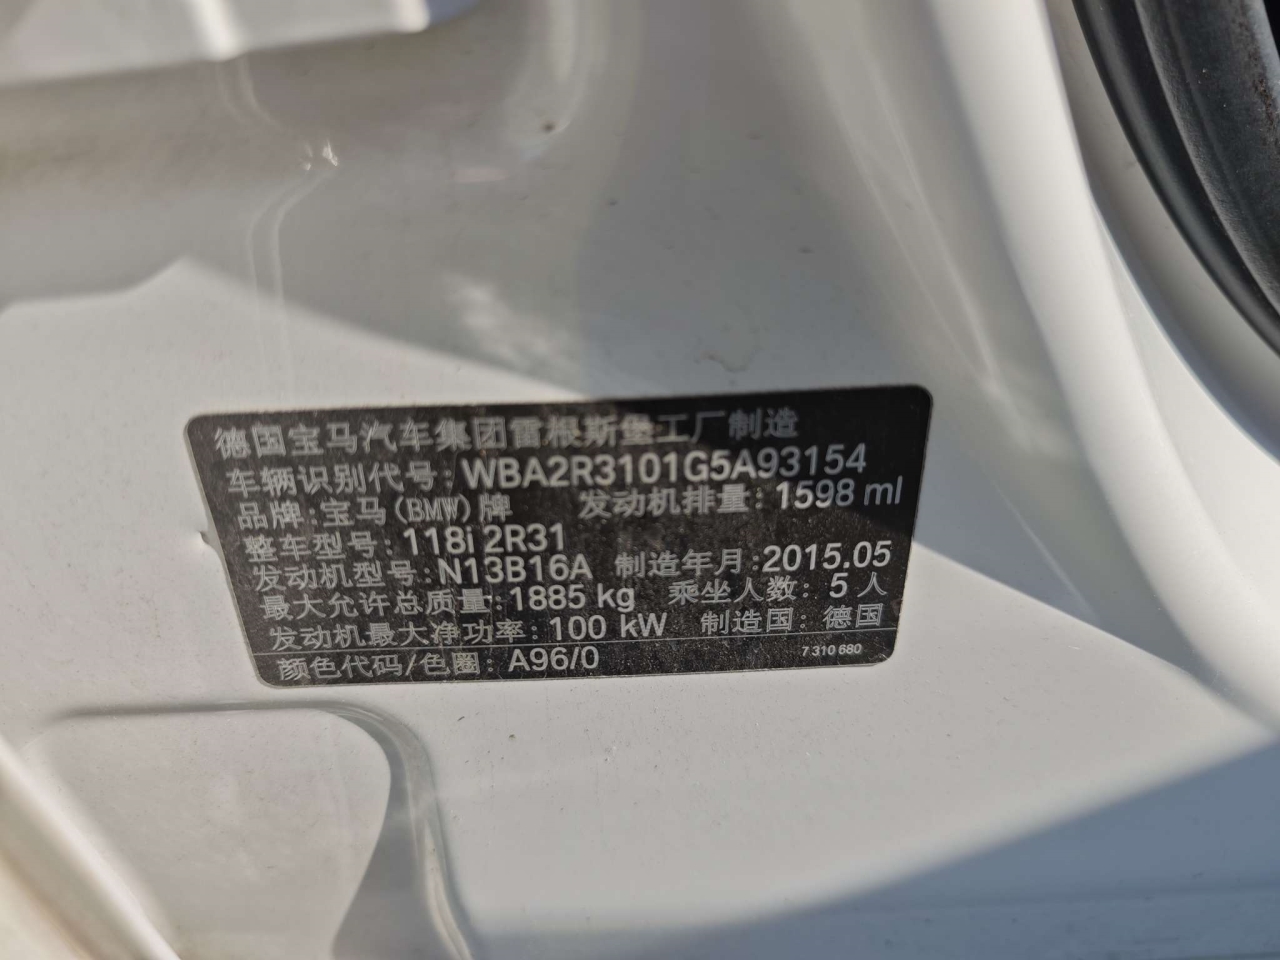 德国宝马汽车集团雷根斯堡工厂制造
车辆识别代号: WBA2R3101G5A93154
品牌:宝马(BMW)牌 发动机排量: 1598 ml
整车型号: 118i 2R31
发动机型号: N13B16A 制造年月:2015.05
最大允许总质量: 1885 kg 乘坐人数: 5 人
发动机最大净功率: 100 kW 制造国: 德国
颜色代码/色圈: A96/0 7 310 680